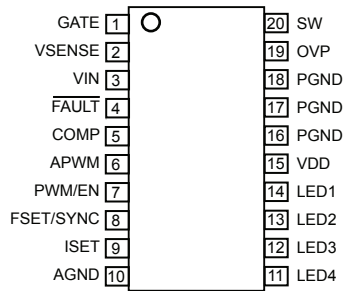 GATE 1
VSENSE 2
VIN 3
FAULT 4
COMP 5
APWM 6
PWM/EN 7
FSET/SYNC 8
ISET 9
AGND 10
20 SW
19 OVP
18 PGND
17 PGND
16 PGND
15 VDD
14 LED1
13 LED2
12 LED3
11 LED4